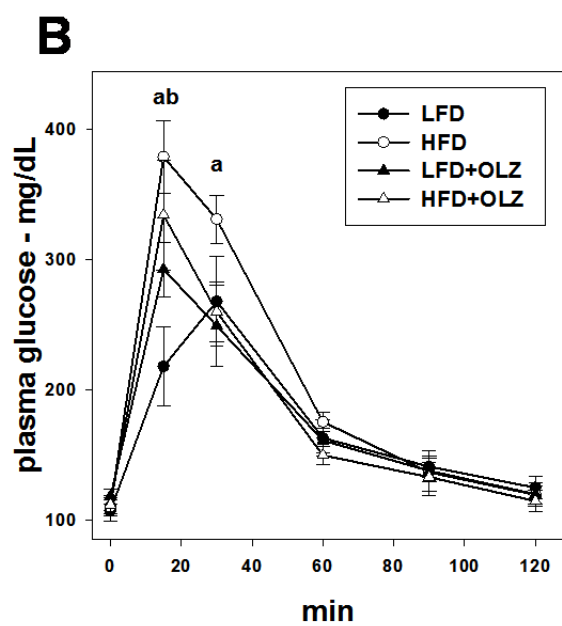 B
ab
a
LFD
HFD
LFD+OLZ
HFD+OLZ
plasma glucose - mg/dL
400
300
200
100
0 20 40 60 80 100 120
min